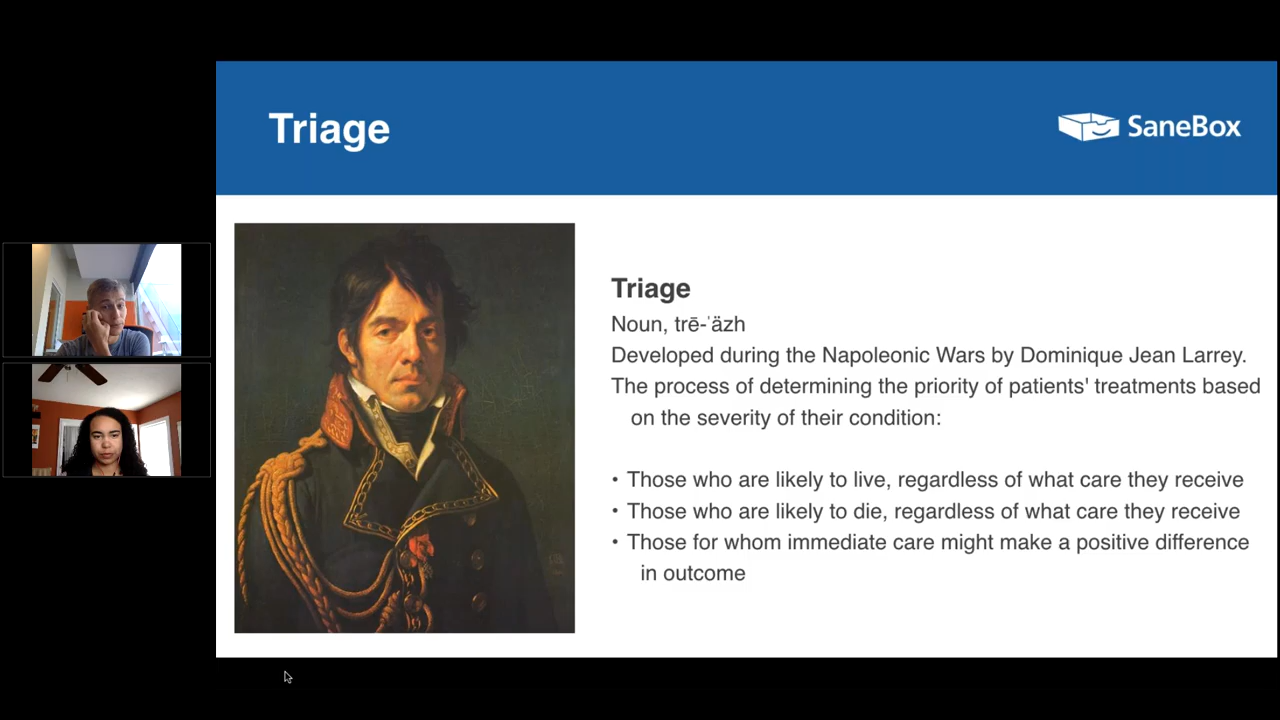 Triage
SaneBox
Triage
Noun, trē-ˈäzh
Developed during the Napoleonic Wars by Dominique Jean Larrey.
The process of determining the priority of patients' treatments based
on the severity of their condition:
• Those who are likely to live, regardless of what care they receive
• Those who are likely to die, regardless of what care they receive
• Those for whom immediate care might make a positive difference
in outcome